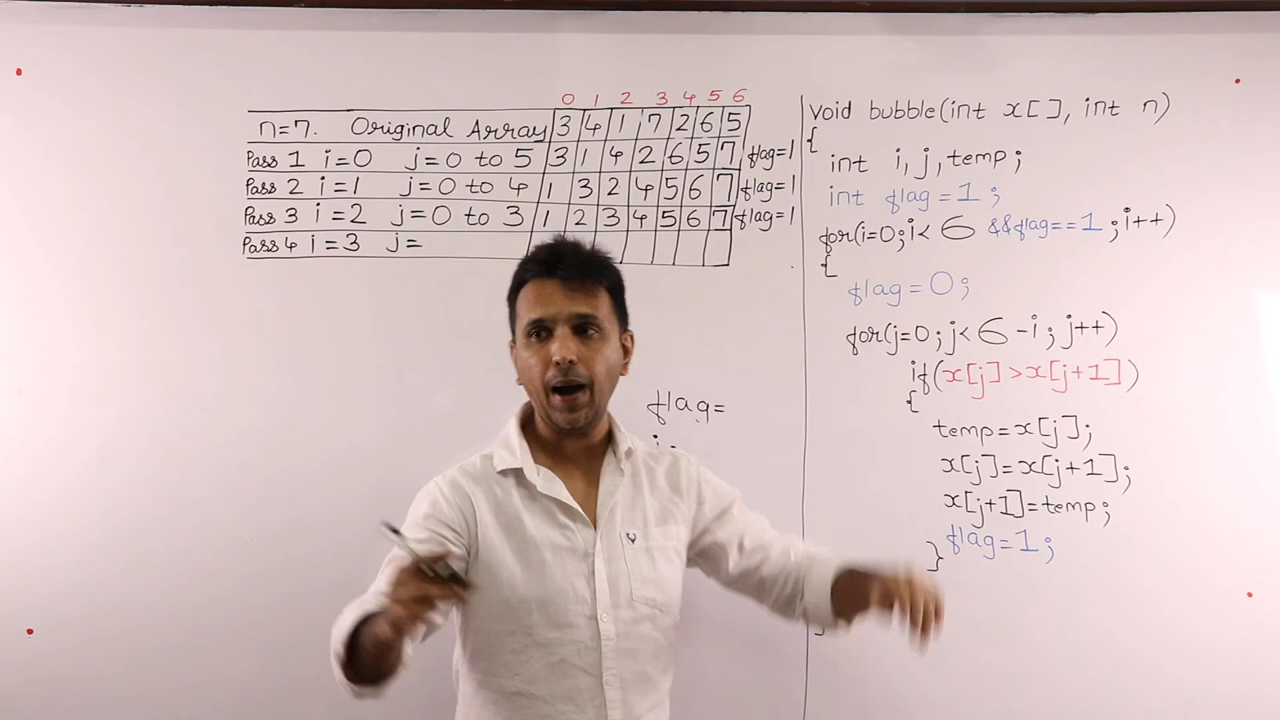 0 1 2 3 4 5 6
n=7. Original Array 3 4 1 7 2 6 5
Pass 1 i=0 j=0 to 5 3 1 4 2 6 5 7 flag=1
Pass 2 i=1 j=0 to 4 1 3 2 4 5 6 7 flag=1
Pass 3 i=2 j=0 to 3 1 2 3 4 5 6 7 flag=1
Pass 4 i=3 j=
flag=
Void bubble(int x[], int n)
{
int i, j, temp;
int flag=1;
for(i=0;i<6 &&flag==1;i++)
{
flag=0;
for(j=0;j<6-i;j++)
if(x[j]>x[j+1])
{
temp=x[j];
x[j]=x[j+1];
x[j+1]=temp;
flag=1;
}